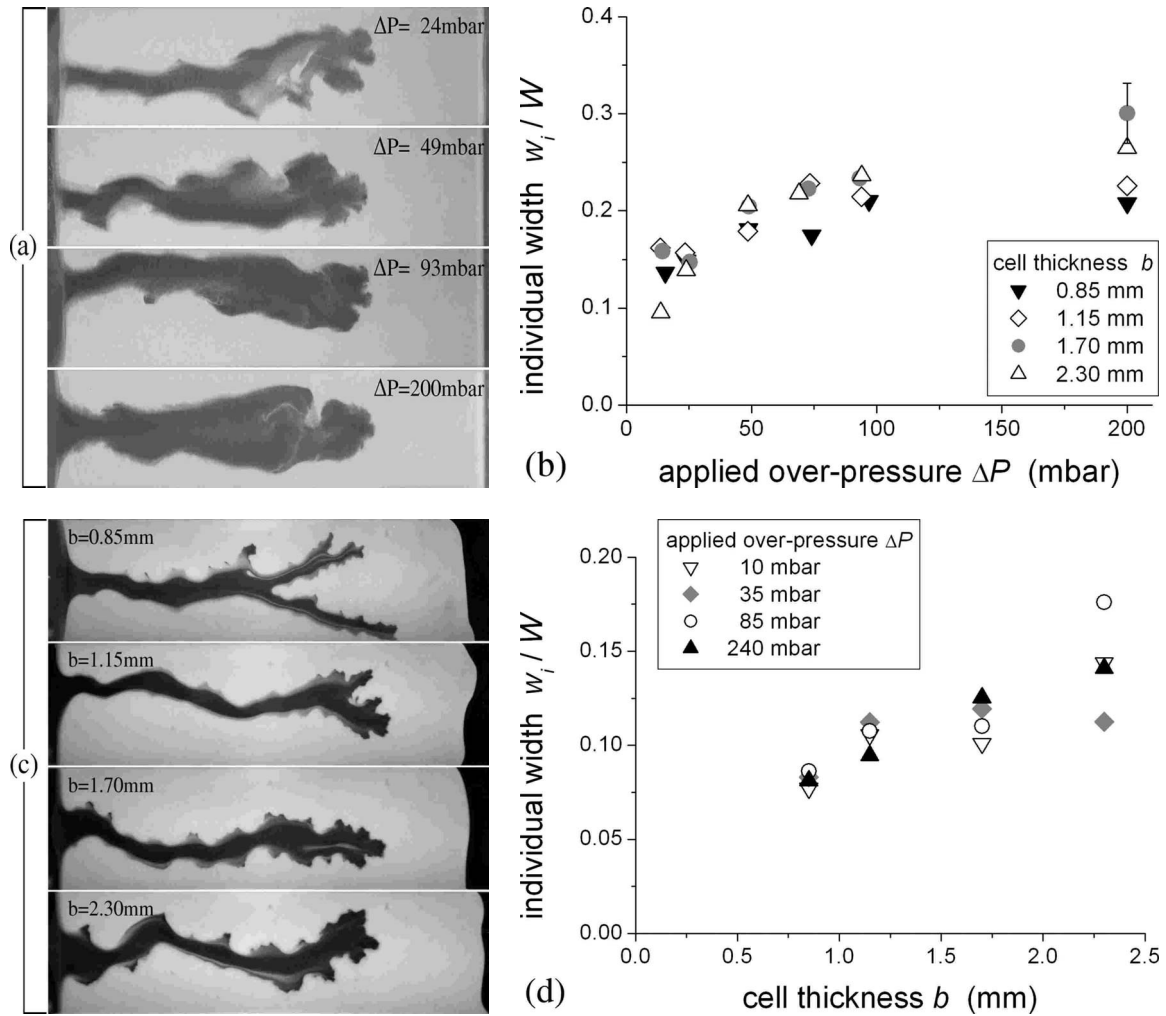 (a)
ΔP= 24mbar
ΔP= 49mbar
ΔP= 93mbar
ΔP=200mbar
(b)
individual width w_i / W
0.4
0.3
0.2
0.1
0.0
0 50 100 150 200
applied over-pressure ΔP (mbar)
cell thickness b
0.85 mm
1.15 mm
1.70 mm
2.30 mm
(c)
b=0.85mm
b=1.15mm
b=1.70mm
b=2.30mm
(d)
individual width w_i / W
0.20
0.15
0.10
0.05
0.00
0.0 0.5 1.0 1.5 2.0 2.5
cell thickness b (mm)
applied over-pressure ΔP
10 mbar
35 mbar
85 mbar
240 mbar